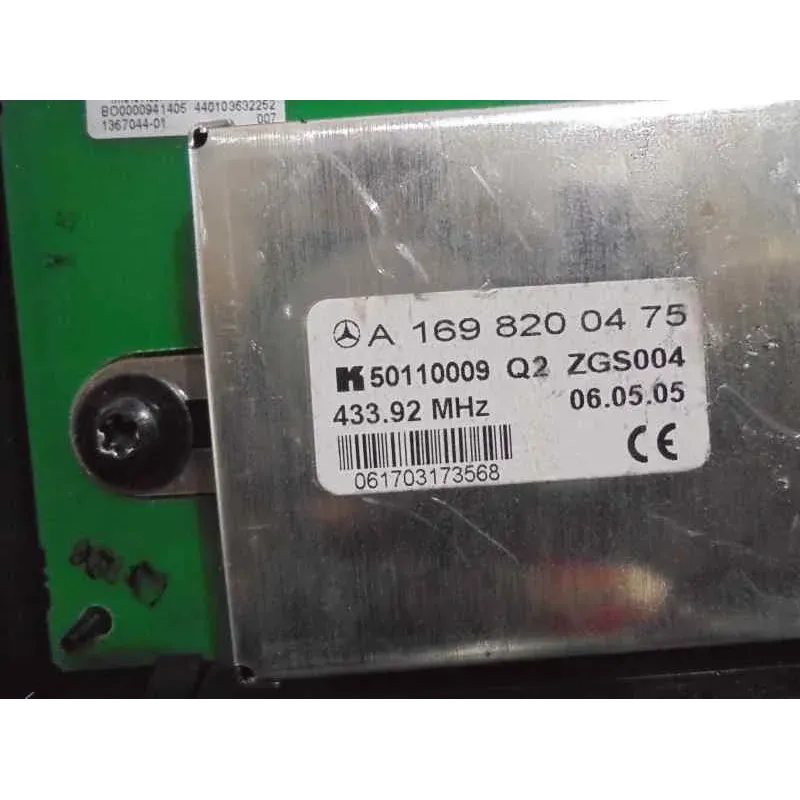 BO0000941405 440103632252
1367044-01 007
A 169 820 04 75
K 50110009 Q2 ZGS004
433.92 MHz 06.05.05
061703173568 CE